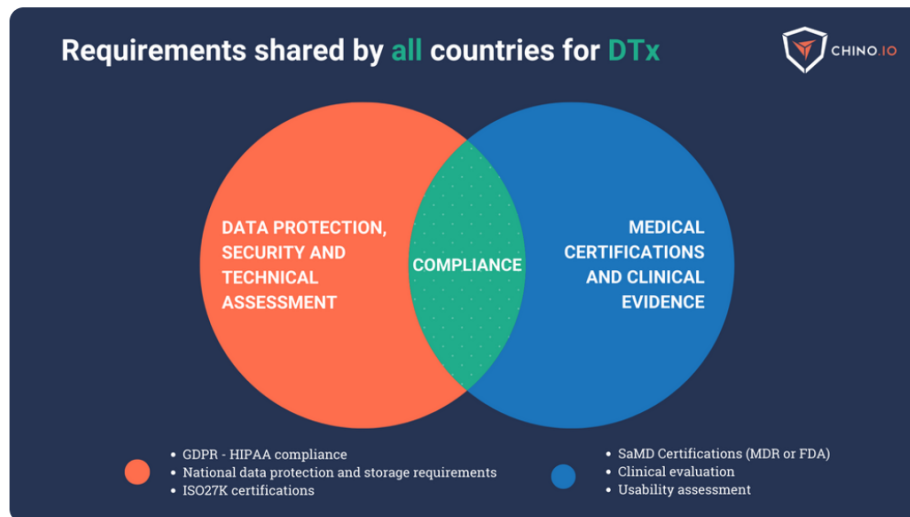 Requirements shared by all countries for DTx
CHINO.IO
DATA PROTECTION,
SECURITY AND
TECHNICAL
ASSESSMENT
COMPLIANCE
MEDICAL
CERTIFICATIONS
AND CLINICAL
EVIDENCE
• GDPR - HIPAA compliance
• National data protection and storage requirements
• ISO27K certifications
• SaMD Certifications (MDR or FDA)
• Clinical evaluation
• Usability assessment